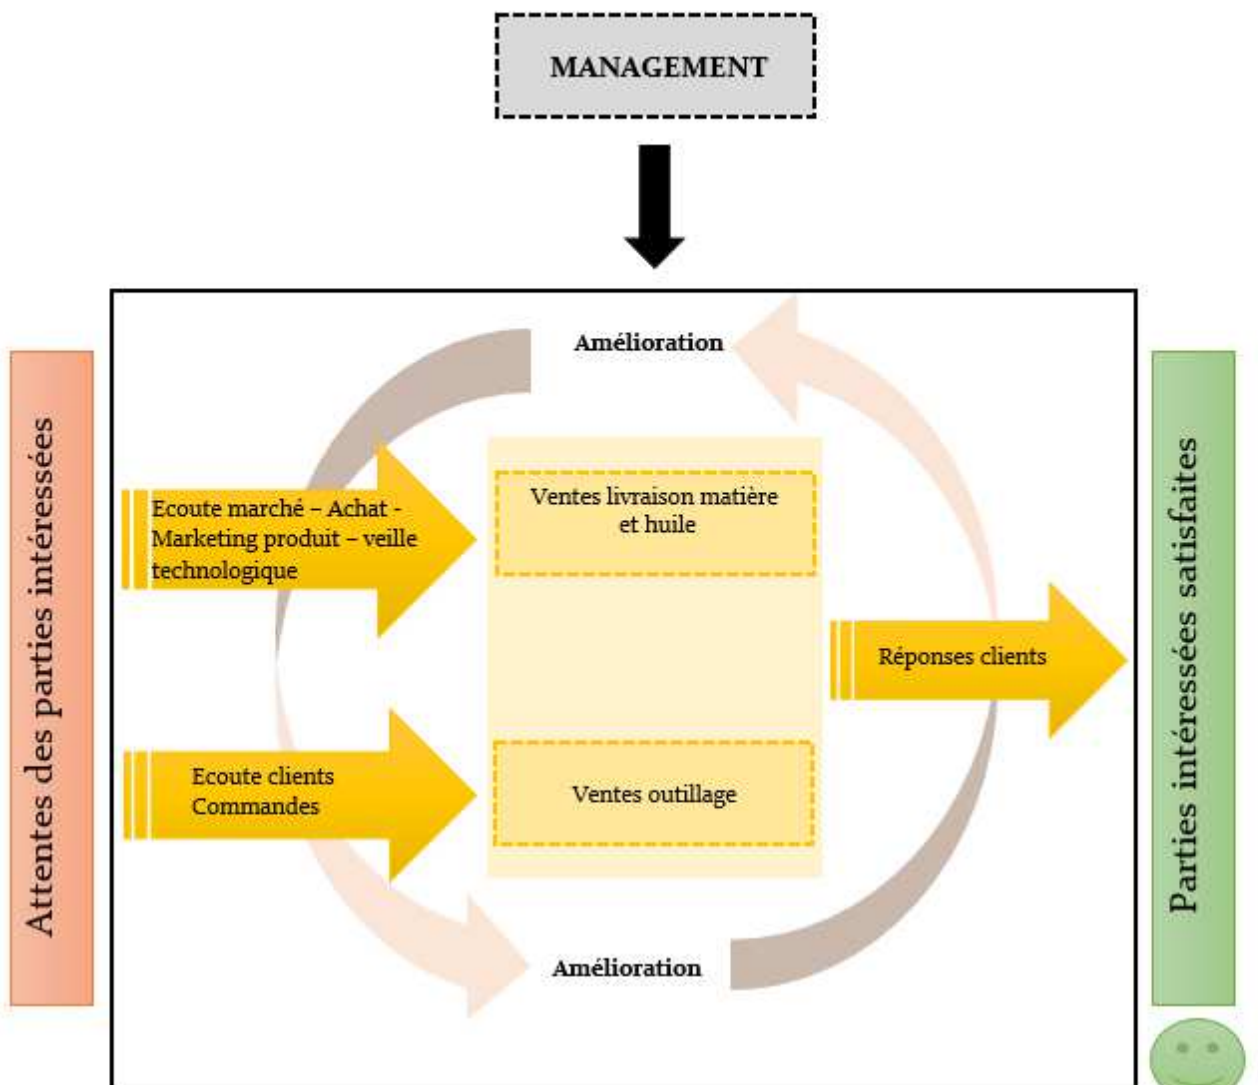 MANAGEMENT
Amélioration
Attentes des parties intéressées
Ecoute marché – Achat -
Marketing produit – veille
technologique
Ventes livraison matière
et huile
Réponses clients
Parties intéressées satisfaites
Ecoute clients
Commandes
Ventes outillage
Amélioration